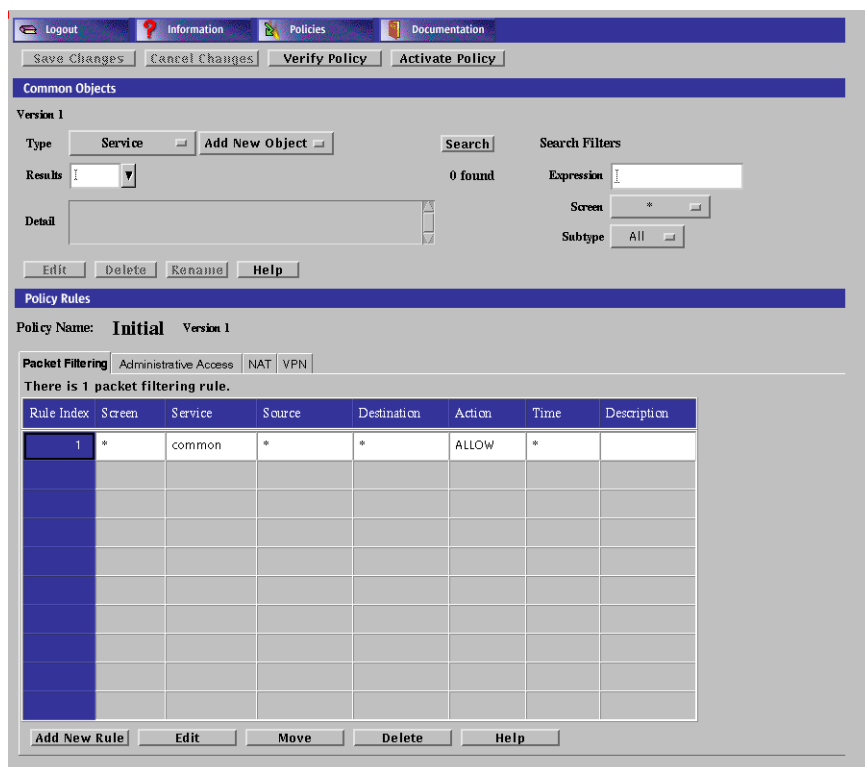 Logout Information Policies Documentation
Save Changes Cancel Changes Verify Policy Activate Policy
Common Objects
Version 1
Type Service Add New Object Search Search Filters
Results 0 found Expression
Screen *
Detail
Subtype All
Edit Delete Rename Help
Policy Rules
Policy Name: Initial Version 1
Packet Filtering Administrative Access NAT VPN
There is 1 packet filtering rule.
Rule Index Screen Service Source Destination Action Time Description
1 * common * * ALLOW *
Add New Rule Edit Move Delete Help